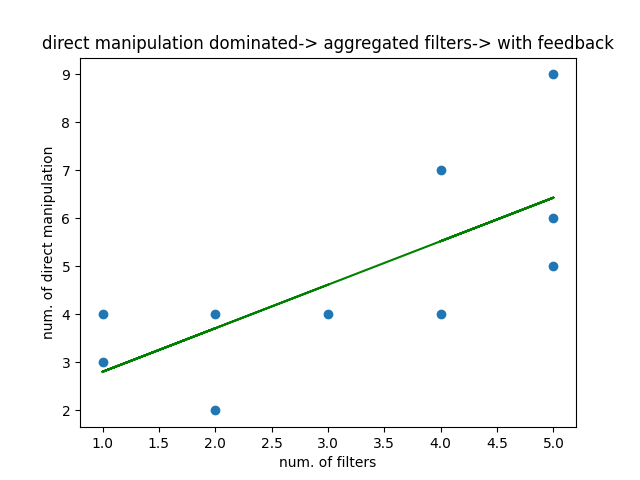 direct manipulation dominated-> aggregated filters-> with feedback
9
8
7
6
5
4
3
2
num. of direct manipulation
1.0 1.5 2.0 2.5 3.0 3.5 4.0 4.5 5.0
num. of filters